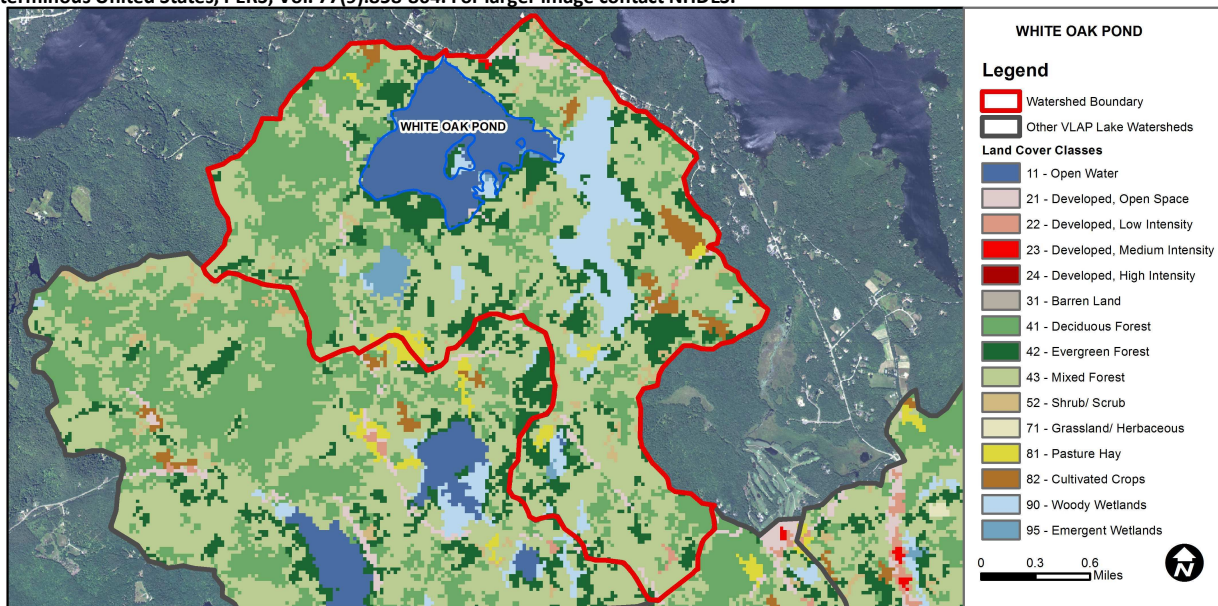 terminous United States, PERS, Vol. 77(9):858-864. For larger image contact NHDES.
WHITE OAK POND
WHITE OAK POND
Legend
Watershed Boundary
Other VLAP Lake Watersheds
Land Cover Classes
11 - Open Water
21 - Developed, Open Space
22 - Developed, Low Intensity
23 - Developed, Medium Intensity
24 - Developed, High Intensity
31 - Barren Land
41 - Deciduous Forest
42 - Evergreen Forest
43 - Mixed Forest
52 - Shrub/ Scrub
71 - Grassland/ Herbaceous
81 - Pasture Hay
82 - Cultivated Crops
90 - Woody Wetlands
95 - Emergent Wetlands
0 0.3 0.6
Miles
N